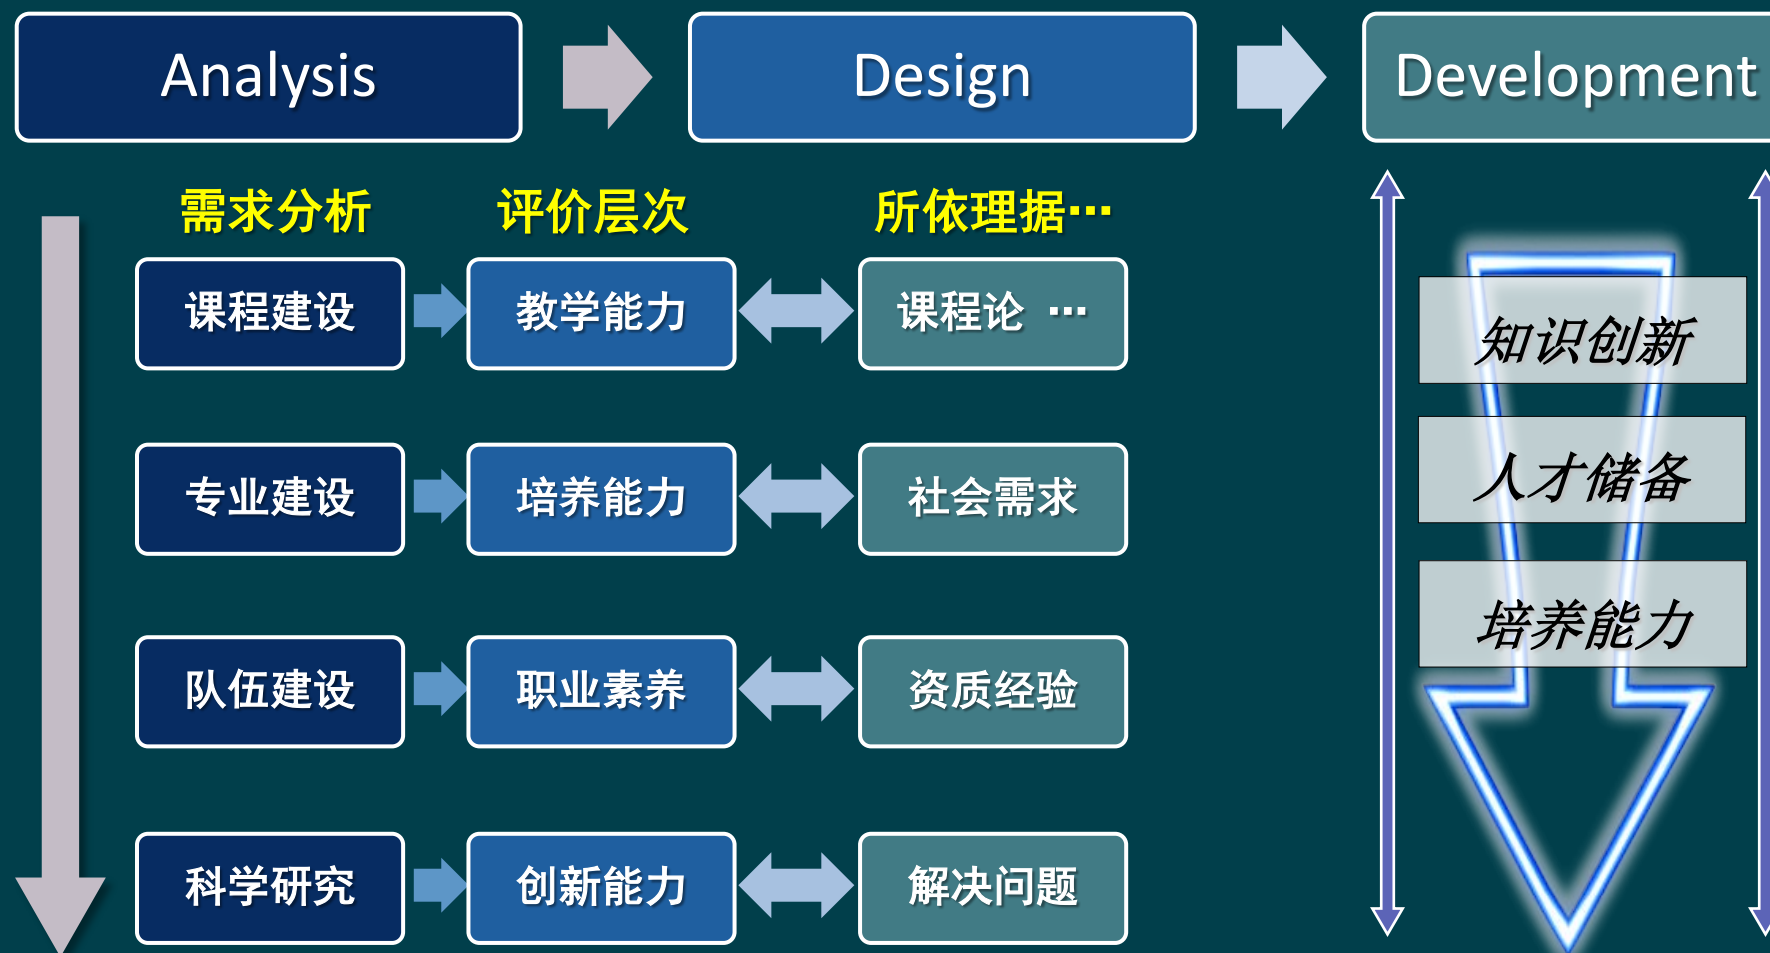 Analysis
Design
Development
需求分析
评价层次
所依理据…
课程建设
教学能力
课程论 …
专业建设
培养能力
社会需求
队伍建设
职业素养
资质经验
科学研究
创新能力
解决问题
知识创新
人才储备
培养能力